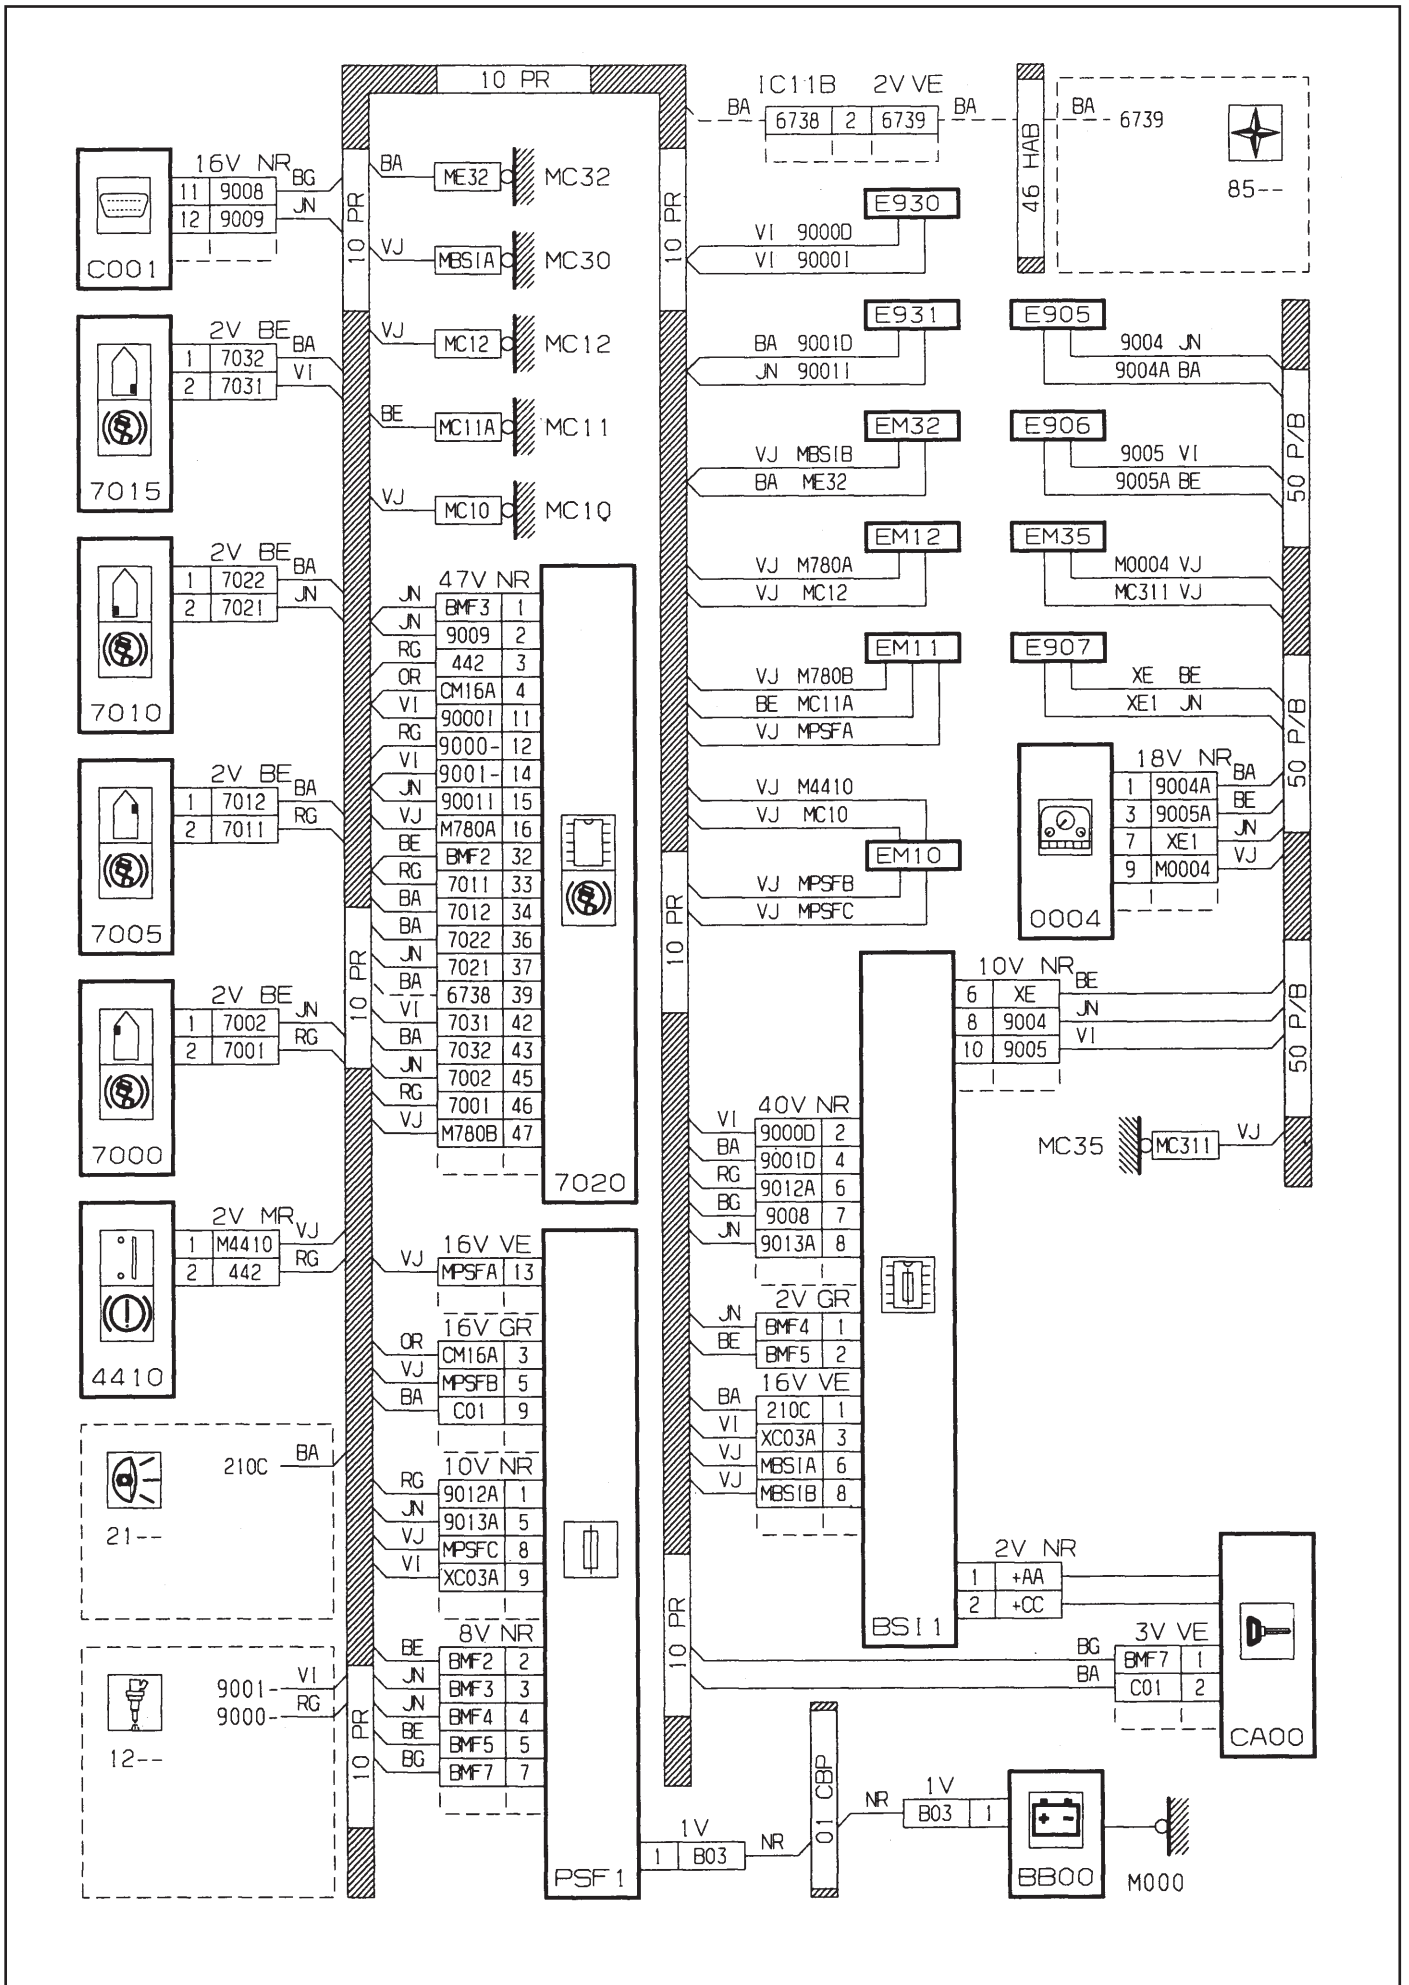 10 PR
IC11B 2V VE
BA 6738 2 6739 BA
46 HAB
BA 6739
85--
16V NR
11 9008 BG
12 9009 JN
C001
10 PR
BA ME32 MC32
VJ MBSIA MC30
VJ MC12 MC12
BE MC11A MC11
VJ MC10 MC10
10 PR
E930
VI 9000D
VI 9000I
2V BE
1 7032 BA
2 7031 VI
7015
E931
BA 9001D
JN 9001I
E905
9004 JN
9004A BA
EM32
VJ MBSIB
BA ME32
E906
9005 VI
9005A BE
50 P/B
2V BE
1 7022 BA
2 7021 JN
7010
EM12
VJ M780A
VJ MC12
EM35
M0004 VJ
MC311 VJ
47V NR
JN BMF3 1
JN 9009 2
RG 442 3
OR CM16A 4
VI 9000I 11
RG 9000- 12
VI 9001- 14
JN 9001I 15
VJ M780A 16
BE BMF2 32
RG 7011 33
BA 7012 34
BA 7022 36
JN 7021 37
BA 6738 39
VI 7031 42
BA 7032 43
JN 7002 45
RG 7001 46
VJ M780B 47
7020
EM11
VJ M780B
BE MC11A
VJ MPSFA
E907
XE BE
XE1 JN
50 P/B
2V BE
1 7012 BA
2 7011 RG
7005
VJ M4410
VJ MC10
EM10
VJ MPSFB
VJ MPSFC
18V NR
1 9004A BA
3 9005A BE
7 XE1 JN
9 M0004 VJ
0004
10 PR
10 PR
2V BE
1 7002 JN
2 7001 RG
7000
10V NR
6 XE BE
8 9004 JN
10 9005 VI
50 P/B
MC35 MC311 VJ
40V NR
VI 9000D 2
BA 9001D 4
RG 9012A 6
BG 9008 7
JN 9013A 8
2V GR
JN BMF4 1
BE BMF5 2
16V VE
BA 210C 1
VI XC03A 3
VJ MBSIA 6
VJ MBSIB 8
2V NR
1 +AA
2 +CC
BSI1
2V MR
1 M4410 VJ
2 442 RG
4410
16V VE
VJ MPSFA 13
16V GR
OR CM16A 3
VJ MPSFB 5
BA C01 9
10V NR
RG 9012A 1
JN 9013A 5
VJ MPSFC 8
VI XC03A 9
8V NR
BE BMF2 2
JN BMF3 3
JN BMF4 4
BE BMF5 5
BG BMF7 7
PSF1
210C BA
21--
9001- VI
9000- RG
12--
10 PR
10 PR
3V VE
BG BMF7 1
BA C01 2
CA00
1V
1 B03 NR
01 CBP
NR
1V
B03 1
BB00
M000